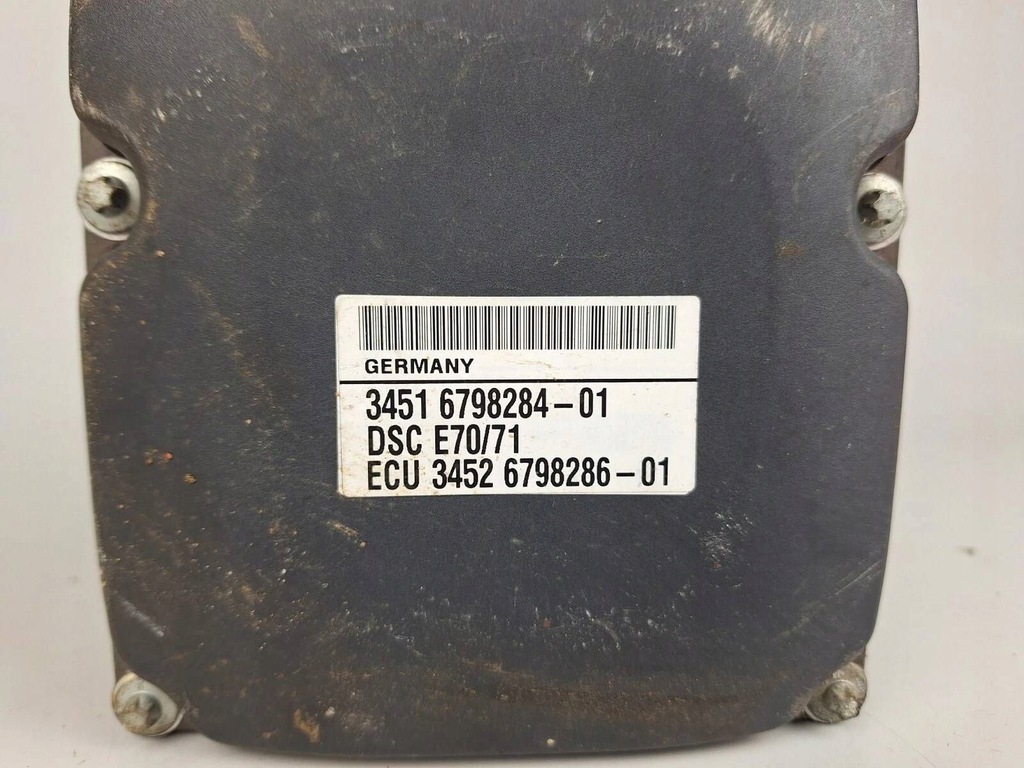 GERMANY
3451 6798284-01
DSC E70/71
ECU 3452 6798286-01